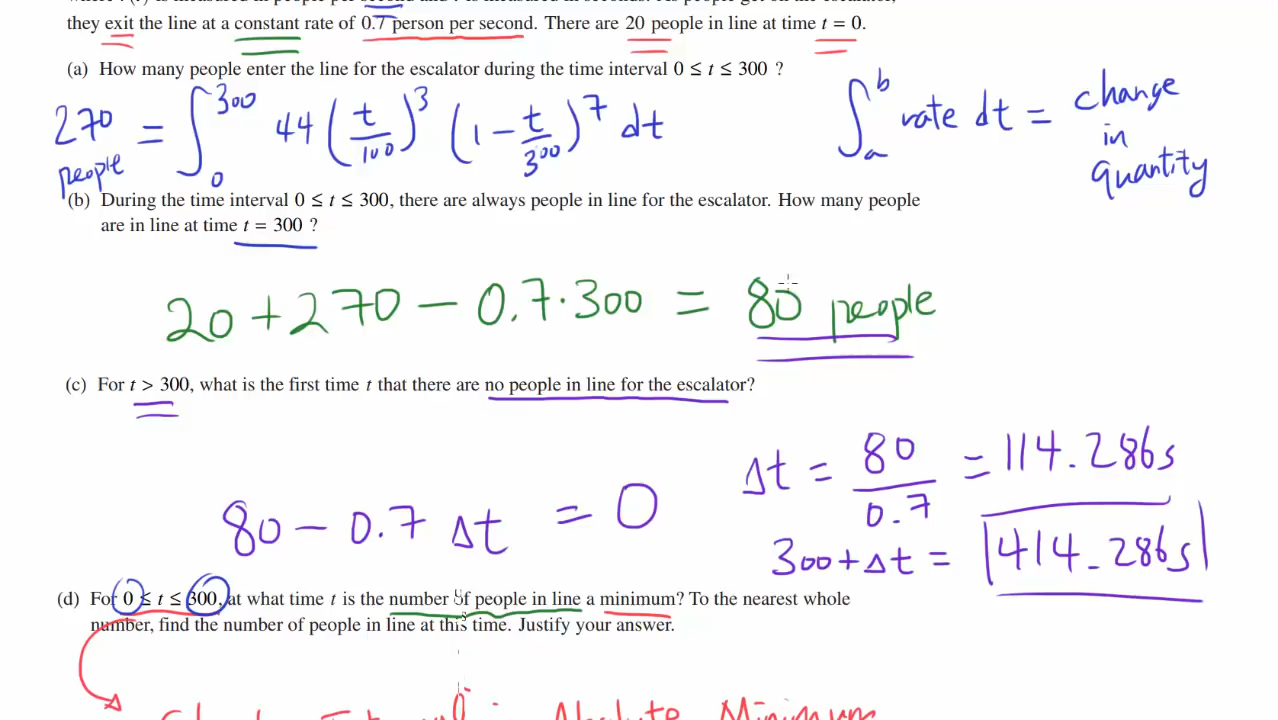 they exit the line at a constant rate of 0.7 person per second. There are 20 people in line at time t = 0.
(a) How many people enter the line for the escalator during the time interval 0 ≤ t ≤ 300 ?
270 people = ∫₀³⁰⁰ 44 (t/100)³ (1 − t/300)⁷ dt
∫ₐᵇ rate dt = change in quantity
(b) During the time interval 0 ≤ t ≤ 300, there are always people in line for the escalator. How many people
are in line at time t = 300 ?
20 + 270 − 0.7 · 300 = 80 people
(c) For t > 300, what is the first time t that there are no people in line for the escalator?
80 − 0.7 Δt = 0
Δt = 80/0.7 = 114.286s
300 + Δt = 414.286s
(d) For 0 ≤ t ≤ 300, at what time t is the number of people in line a minimum? To the nearest whole
number, find the number of people in line at this time. Justify your answer.
Absolute Minimum